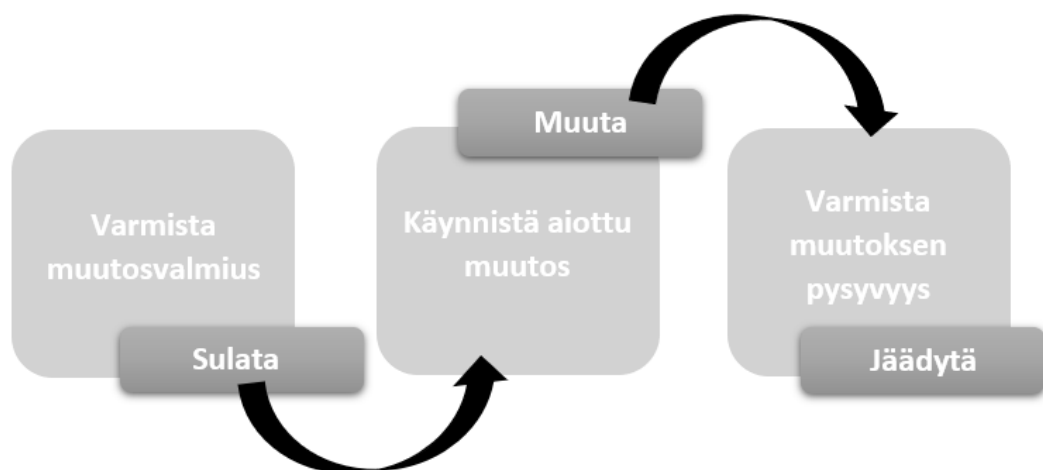 Varmista
muutosvalmius
Sulata
Muuta
Käynnistä aiottu
muutos
Varmista
muutoksen
pysyvyys
Jäädytä